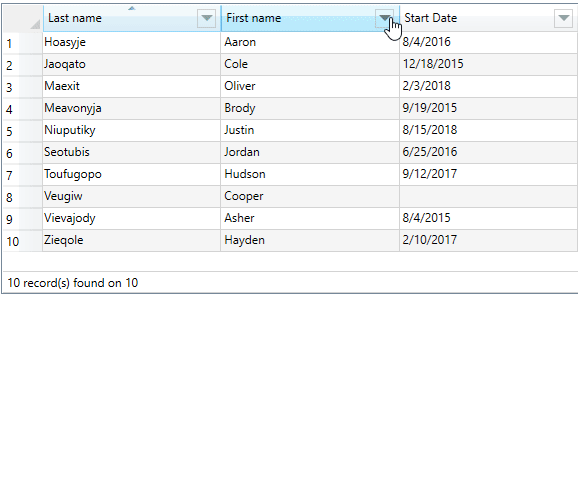 Last name First name Start Date
1 Hoasyje Aaron 8/4/2016
2 Jaoqato Cole 12/18/2015
3 Maexit Oliver 2/3/2018
4 Meavonyja Brody 9/19/2015
5 Niuputiky Justin 8/15/2018
6 Seotubis Jordan 6/25/2016
7 Toufugopo Hudson 9/12/2017
8 Veugiw Cooper
9 Vievajody Asher 8/4/2015
10 Zieqole Hayden 2/10/2017
10 record(s) found on 10